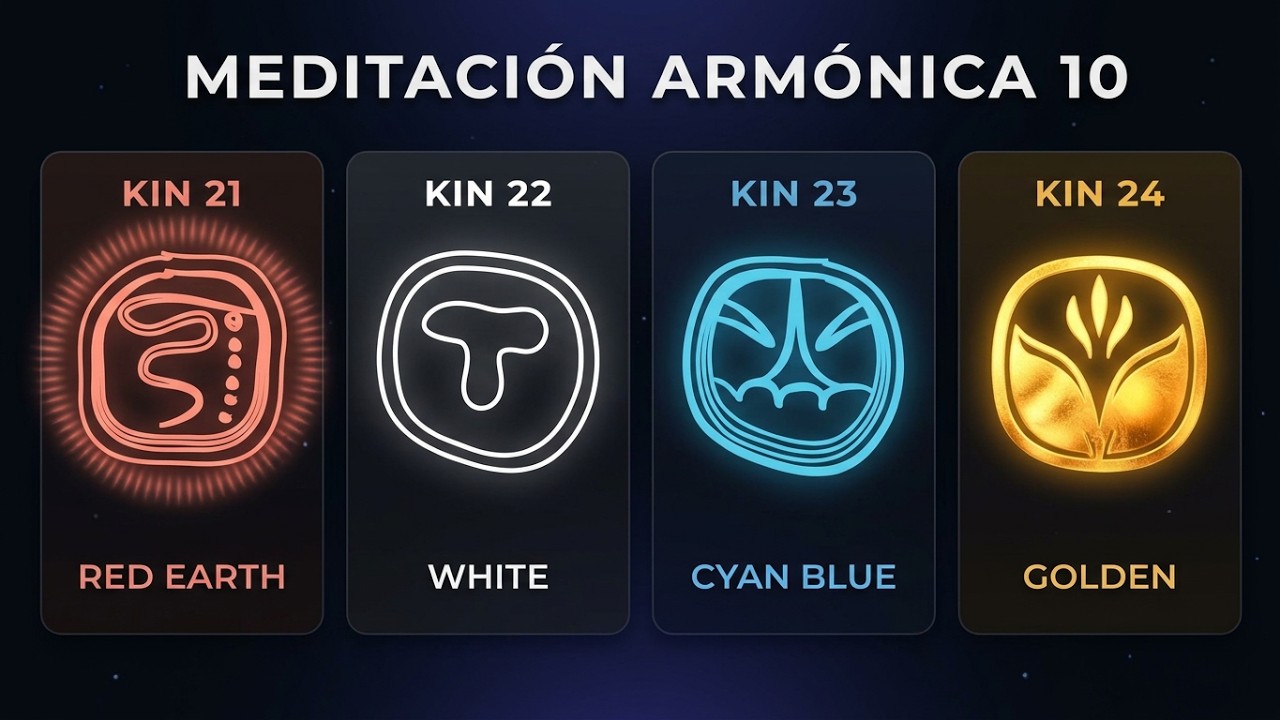 MEDITACIÓN ARMÓNICA 10
KIN 21
KIN 22
KIN 23
KIN 24
RED EARTH
WHITE
CYAN BLUE
GOLDEN